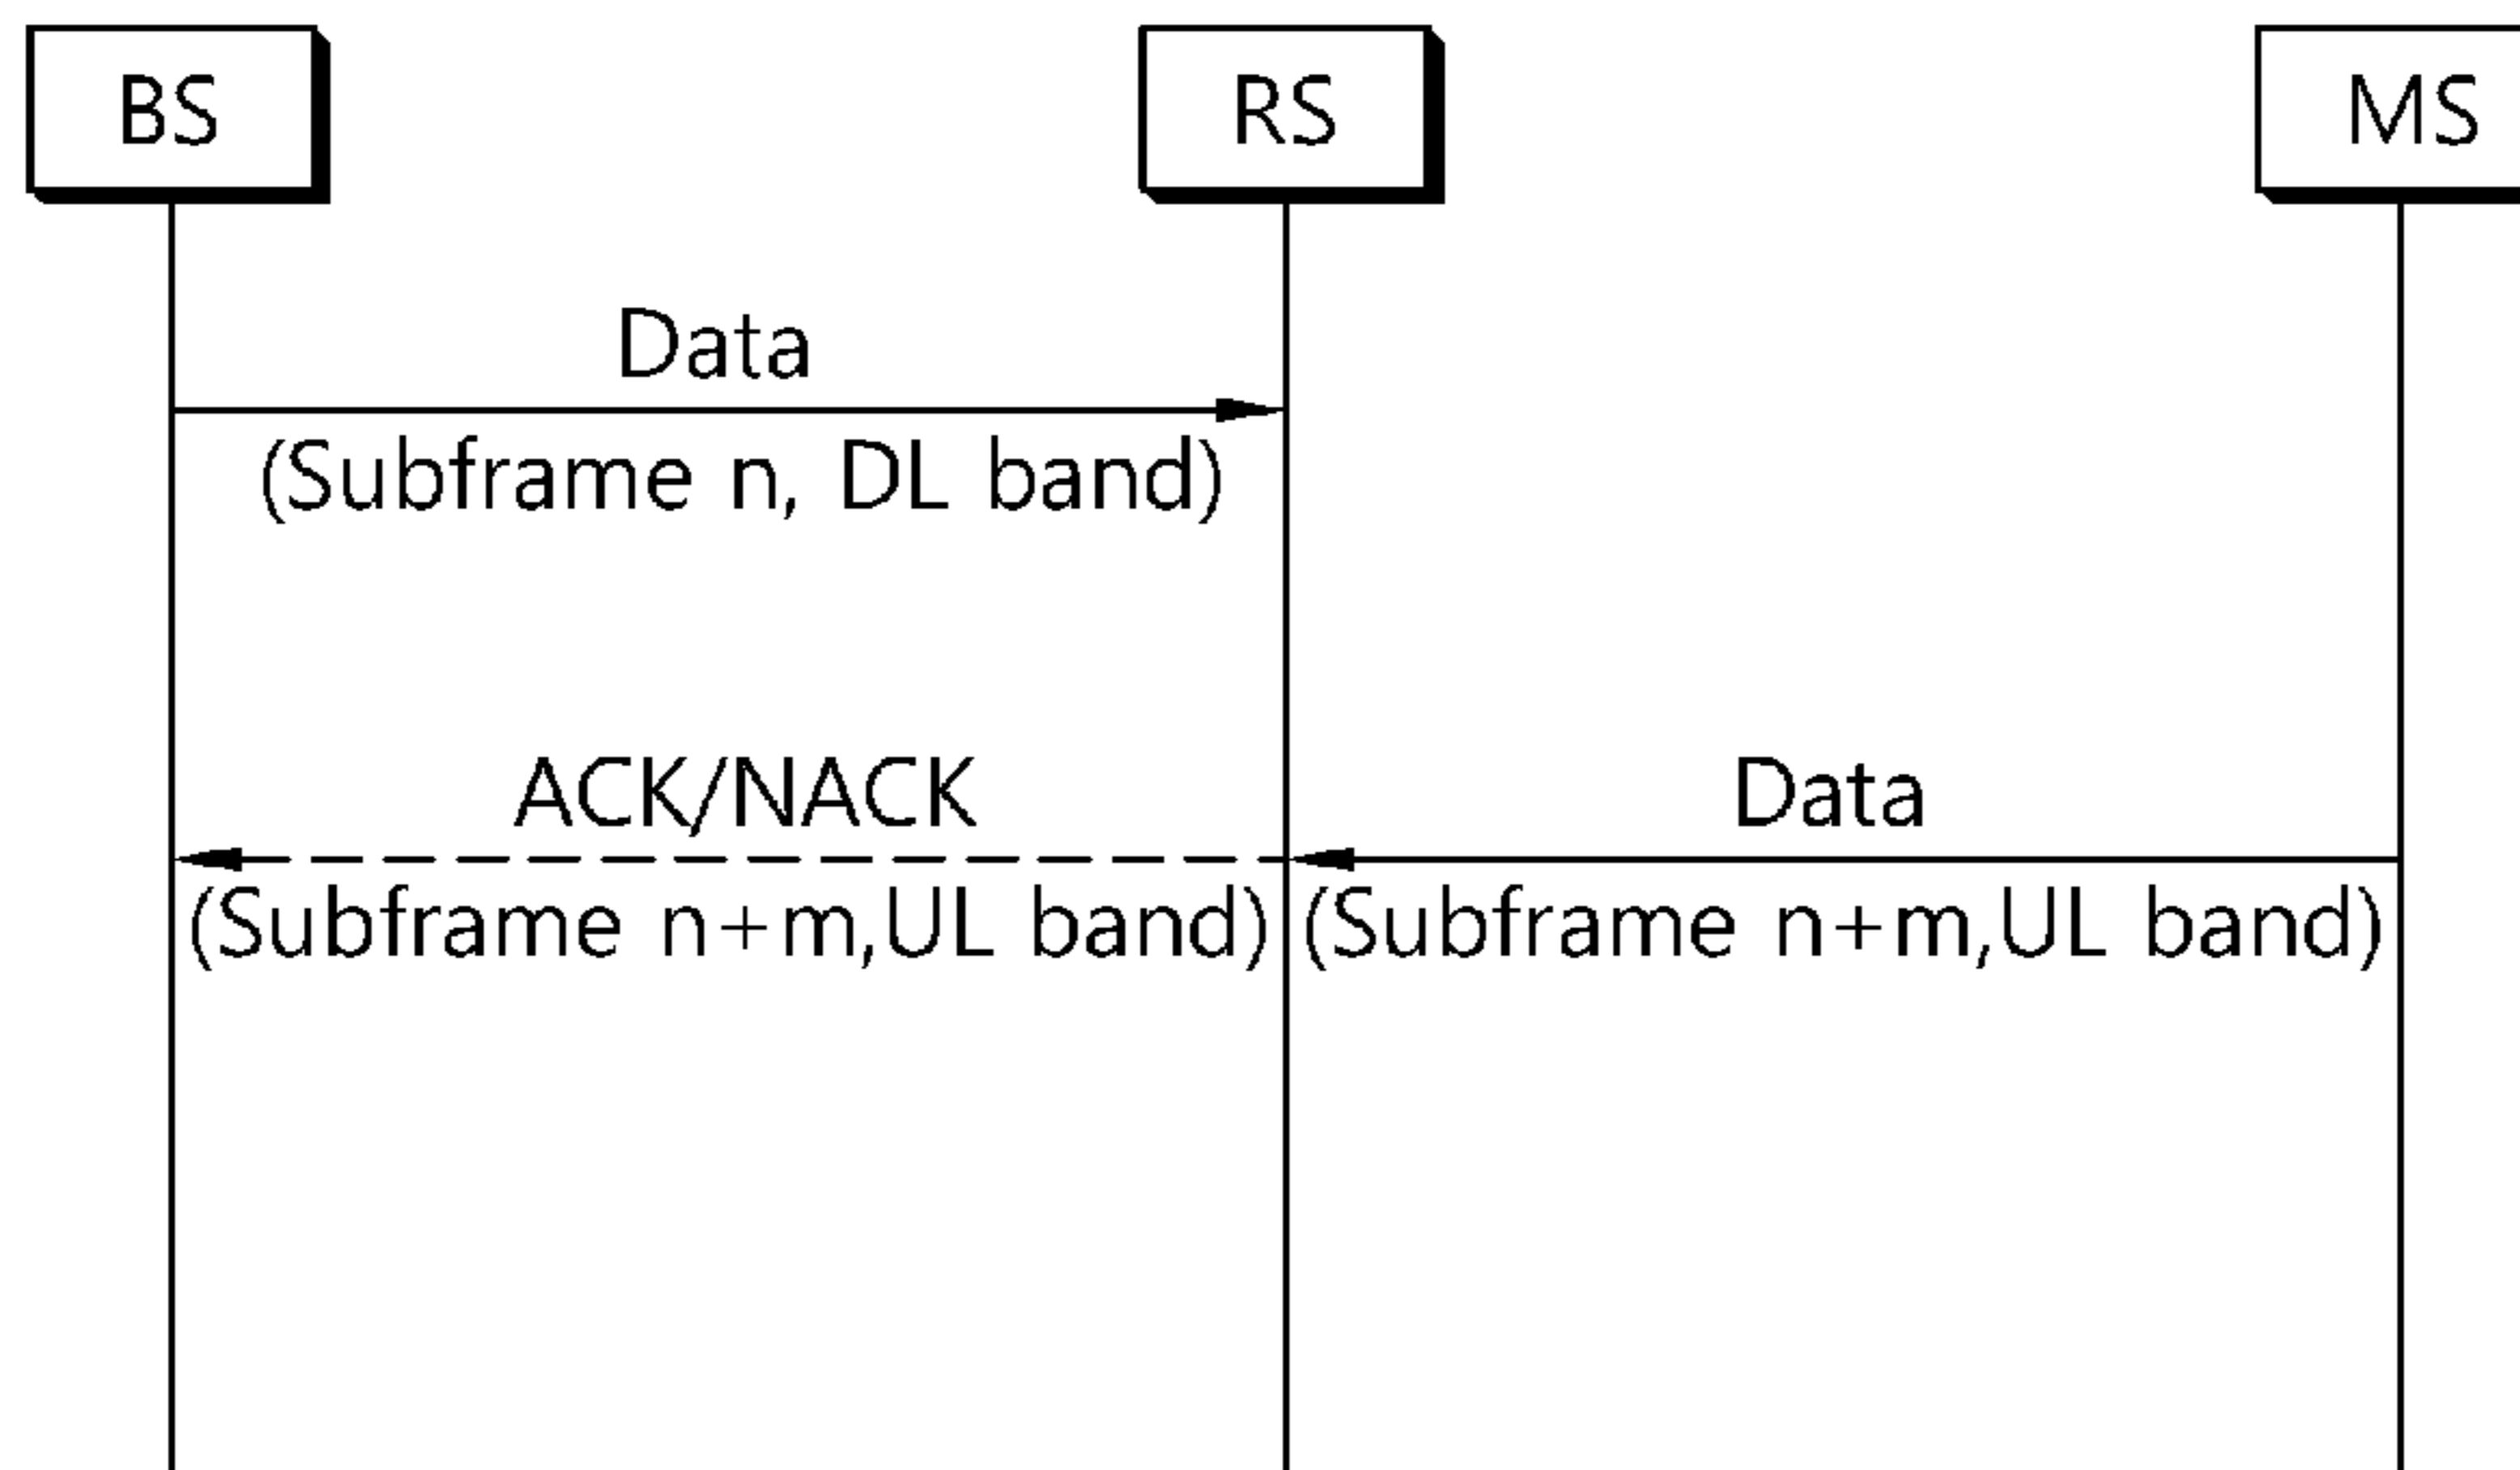 BS
RS
MS
Data
(Subframe n, DL band)
ACK/NACK
Data
(Subframe n+m,UL band)
(Subframe n+m,UL band)